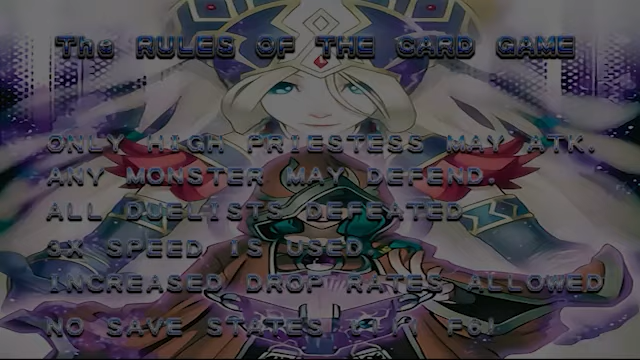 The RULES OF THE CARD GAME
ONLY HIGH PRIESTESS MAY ATK.
ANY MONSTER MAY DEFEND.
ALL DUELISTS DEFEATED
3X SPEED IS USED
INCREASED DROP RATES ALLOWED
NO SAVE STATES